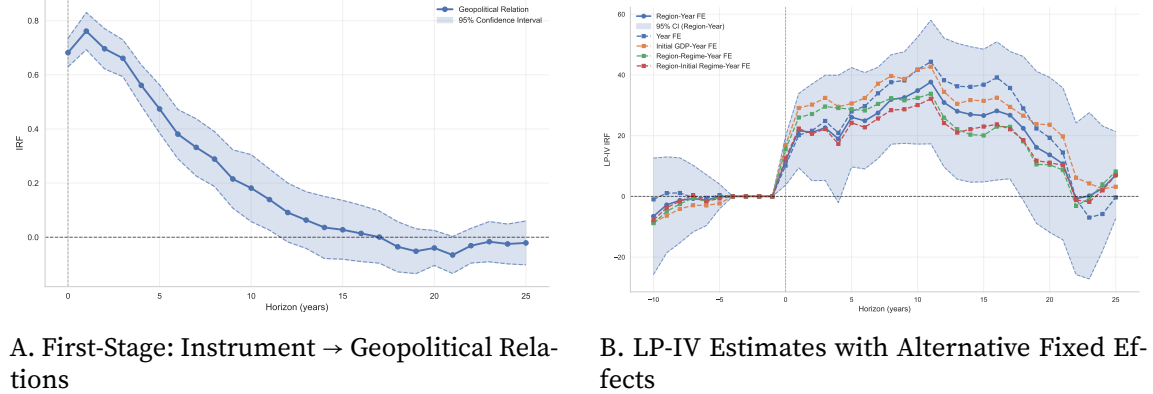 0.8
0.6
0.4
0.2
0.0
IRF
0
5
10
15
20
25
Horizon (years)
Geopolitical Relation
95% Confidence Interval
A. First-Stage: Instrument → Geopolitical Rela-
tions
60
40
20
0
−20
LP-IV IRF
−10
−5
0
5
10
15
20
25
Horizon (years)
Region-Year FE
95% CI (Region-Year)
Year FE
Initial GDP-Year FE
Region-Regime-Year FE
Region-Initial Regime-Year FE
B. LP-IV Estimates with Alternative Fixed Ef-
fects